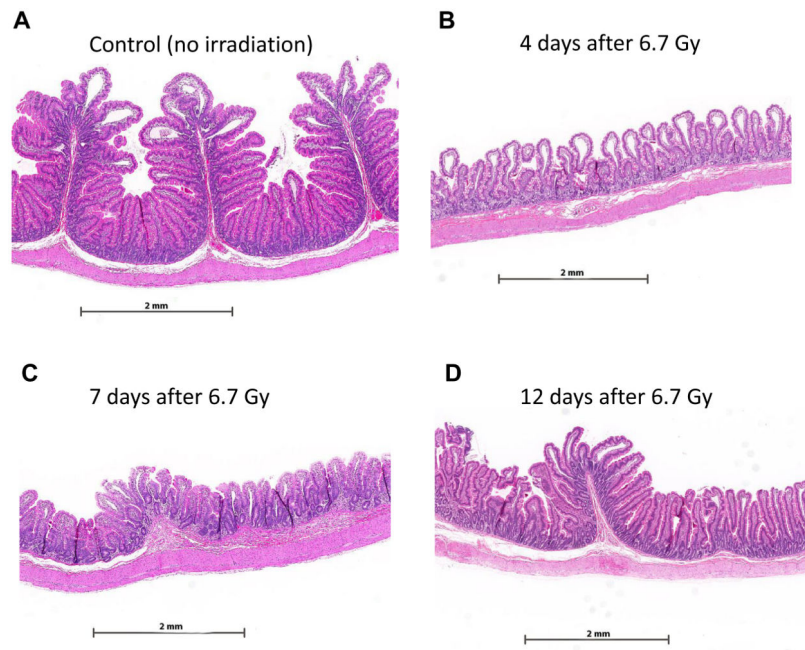 A
Control (no irradiation)
2 mm
B
4 days after 6.7 Gy
2 mm
C
7 days after 6.7 Gy
2 mm
D
12 days after 6.7 Gy
2 mm